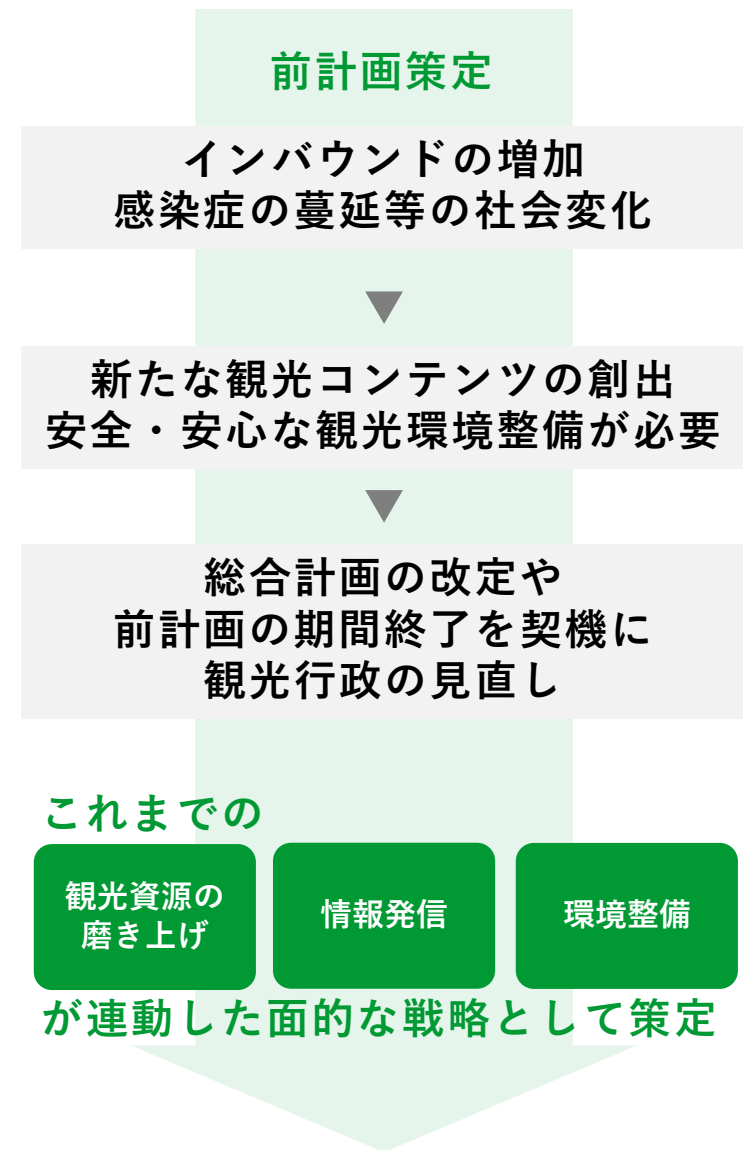 前計画策定
インバウンドの増加
感染症の蔓延等の社会変化
▼
新たな観光コンテンツの創出
安全・安心な観光環境整備が必要
▼
総合計画の改定や
前計画の期間終了を契機に
観光行政の見直し
これまでの
観光資源の
磨き上げ
情報発信
環境整備
が連動した面的な戦略として策定